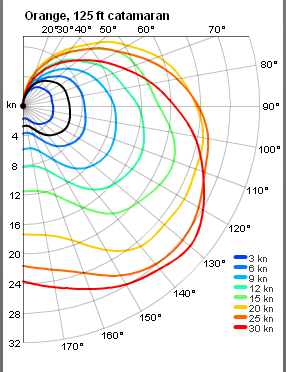 Orange, 125 ft catamaran
20° 30° 40° 50° 60° 70°
80°
kn 90°
4
100°
8
110°
12
120°
16
130°
20
140°
24
150°
28
160°
32
170°
3 kn
6 kn
9 kn
12 kn
15 kn
20 kn
25 kn
30 kn